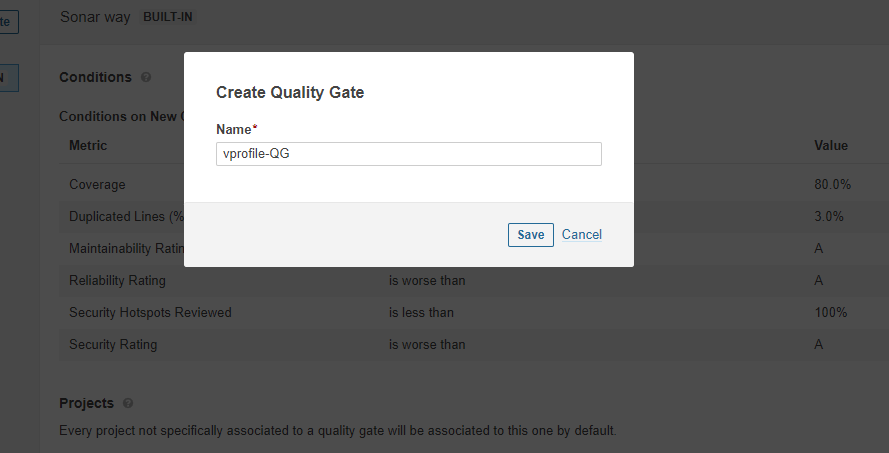 te
Sonar way BUILT-IN
N
Conditions
Conditions on New
Metric Value
Coverage 80.0%
Duplicated Lines (% 3.0%
Maintainability Ratin A
Reliability Rating is worse than A
Security Hotspots Reviewed is less than 100%
Security Rating is worse than A
Projects
Every project not specifically associated to a quality gate will be associated to this one by default.
Create Quality Gate
Name*
vprofile-QG
Save Cancel